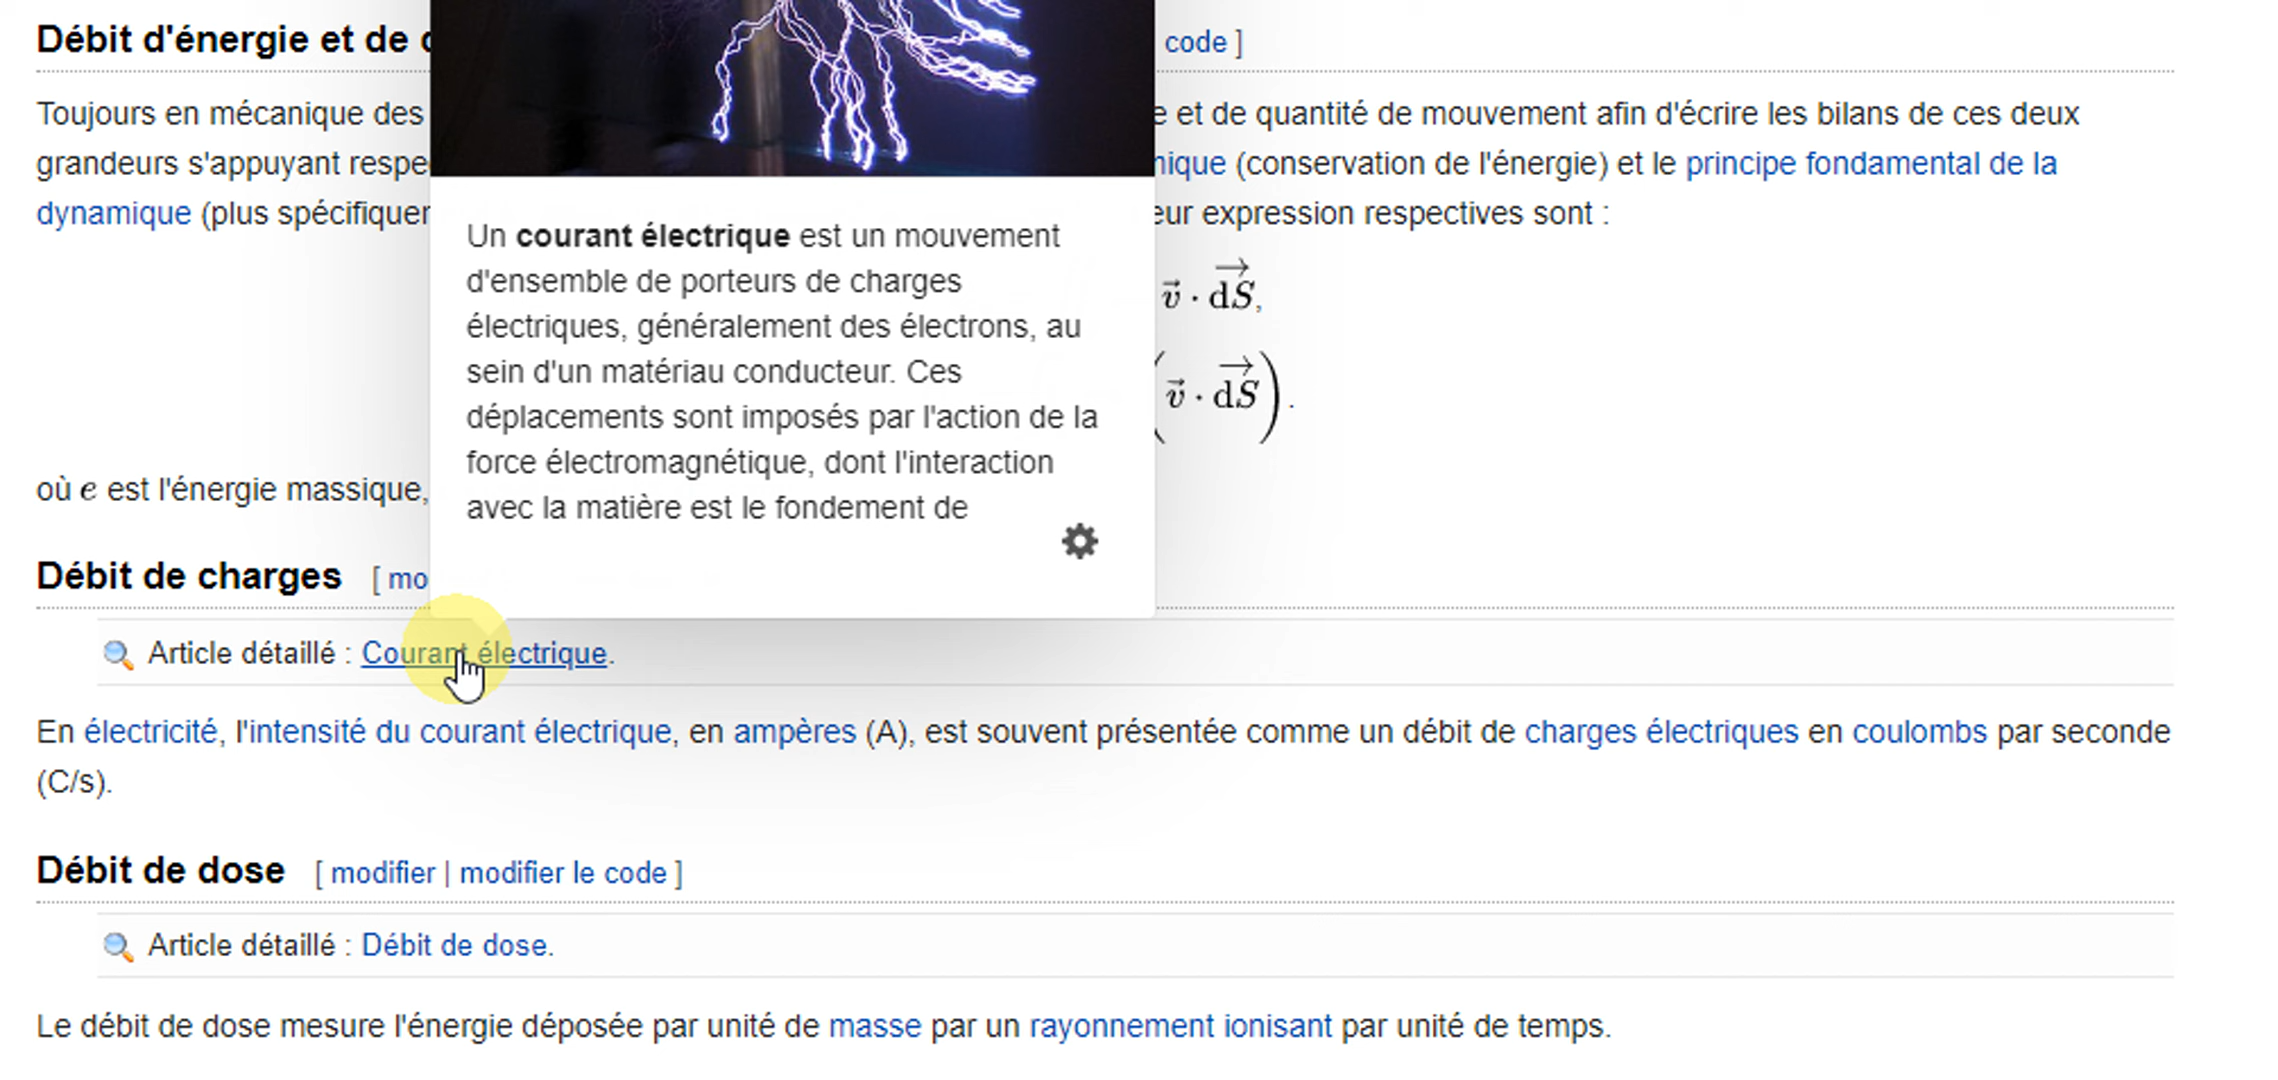 Débit d'énergie et de
code ]
Toujours en mécanique des
et de quantité de mouvement afin d'écrire les bilans de ces deux
grandeurs s'appuyant
(conservation de l'énergie) et le principe fondamental de la
dynamique (plus
expression respectives sont :
Un courant électrique est un mouvement
d'ensemble de porteurs de charges
électriques, généralement des électrons, au
sein d'un matériau conducteur. Ces
déplacements sont imposés par l'action de la
force électromagnétique, dont l'interaction
avec la matière est le fondement de
v⃗ · dS⃗,
(v⃗ · dS⃗).
où e est l'énergie massique,
Débit de charges [ mo
Article détaillé : Courant électrique.
En électricité, l'intensité du courant électrique, en ampères (A), est souvent présentée comme un débit de charges électriques en coulombs par seconde
(C/s).
Débit de dose [ modifier | modifier le code ]
Article détaillé : Débit de dose.
Le débit de dose mesure l'énergie déposée par unité de masse par un rayonnement ionisant par unité de temps.